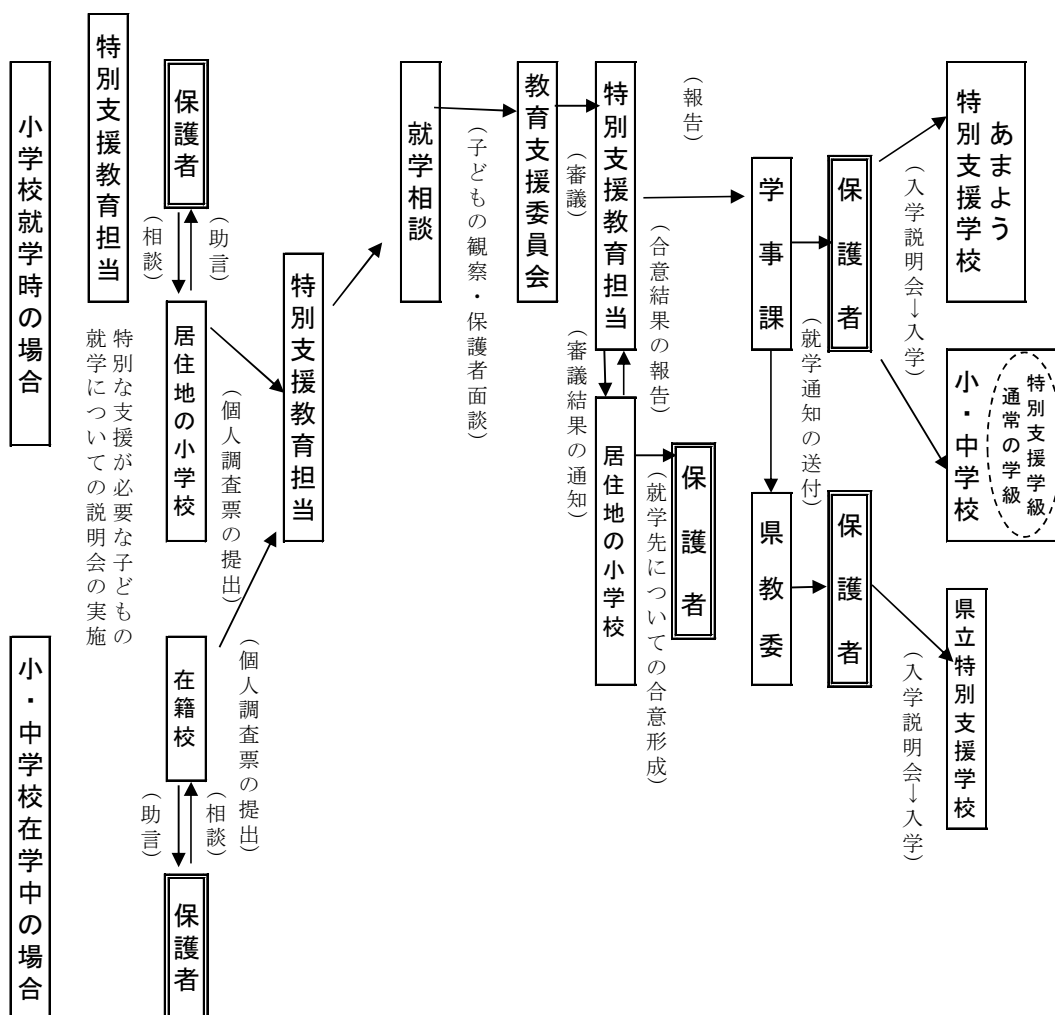 小学校就学時の場合
小・中学校在学中の場合
特別支援教育担当
特別な支援が必要な子どもの
就学についての説明会の実施
保護者
（相談）
（助言）
居住地の小学校
（個人調査票の提出）
在籍校
（個人調査票の提出）
（助言）
（相談）
保護者
特別支援教育担当
就学相談
（子どもの観察・保護者面談）
教育支援委員会
（審議）
特別支援教育担当
（報告）
（審議結果の通知）
（合意結果の報告）
居住地の小学校
（就学先についての合意形成）
保護者
学事課
（就学通知の送付）
保護者
県教委
保護者
（入学説明会→入学）
あまよう
特別支援学校
小・中学校
特別支援学級
通常の学級
（入学説明会→入学）
県立特別支援学校